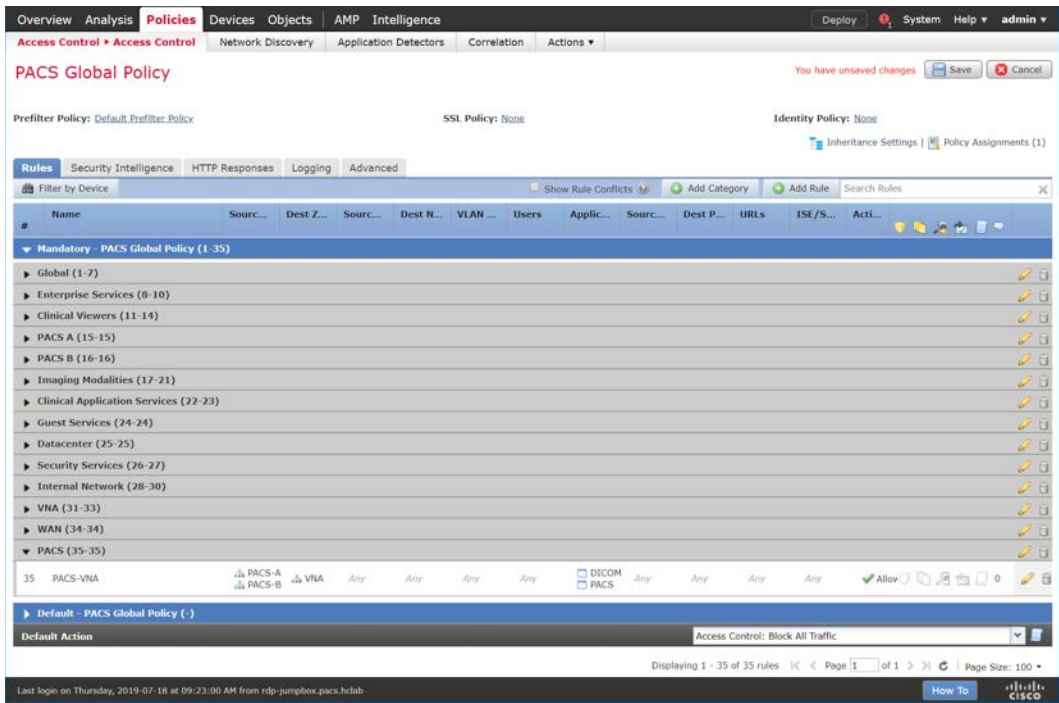 Overview Analysis Policies Devices Objects AMP Intelligence Deploy 1 System Help admin
Access Control ▸ Access Control Network Discovery Application Detectors Correlation Actions
PACS Global Policy
You have unsaved changes Save Cancel
Prefilter Policy: Default Prefilter Policy SSL Policy: None Identity Policy: None
Inheritance Settings | Policy Assignments (1)
Rules Security Intelligence HTTP Responses Logging Advanced
Filter by Device Show Rule Conflicts Add Category Add Rule Search Rules
# Name Sourc... Dest Z... Sourc... Dest N... VLAN ... Users Applic... Sourc... Dest P... URLs ISE/S... Acti...
Mandatory - PACS Global Policy (1-35)
Global (1-7)
Enterprise Services (8-10)
Clinical Viewers (11-14)
PACS A (15-15)
PACS B (16-16)
Imaging Modalities (17-21)
Clinical Application Services (22-23)
Guest Services (24-24)
Datacenter (25-25)
Security Services (26-27)
Internal Network (28-30)
VNA (31-33)
WAN (34-34)
PACS (35-35)
35 PACS-VNA PACS-A PACS-B VNA Any Any Any Any DICOM PACS Any Any Any Any Allow 0
Default - PACS Global Policy (-)
Default Action Access Control: Block All Traffic
Displaying 1 - 35 of 35 rules |< < Page 1 of 1 > >| Page Size: 100
Last login on Thursday, 2019-07-18 at 09:23:00 AM from rdp-jumpbox.pacs.hclab How To CISCO